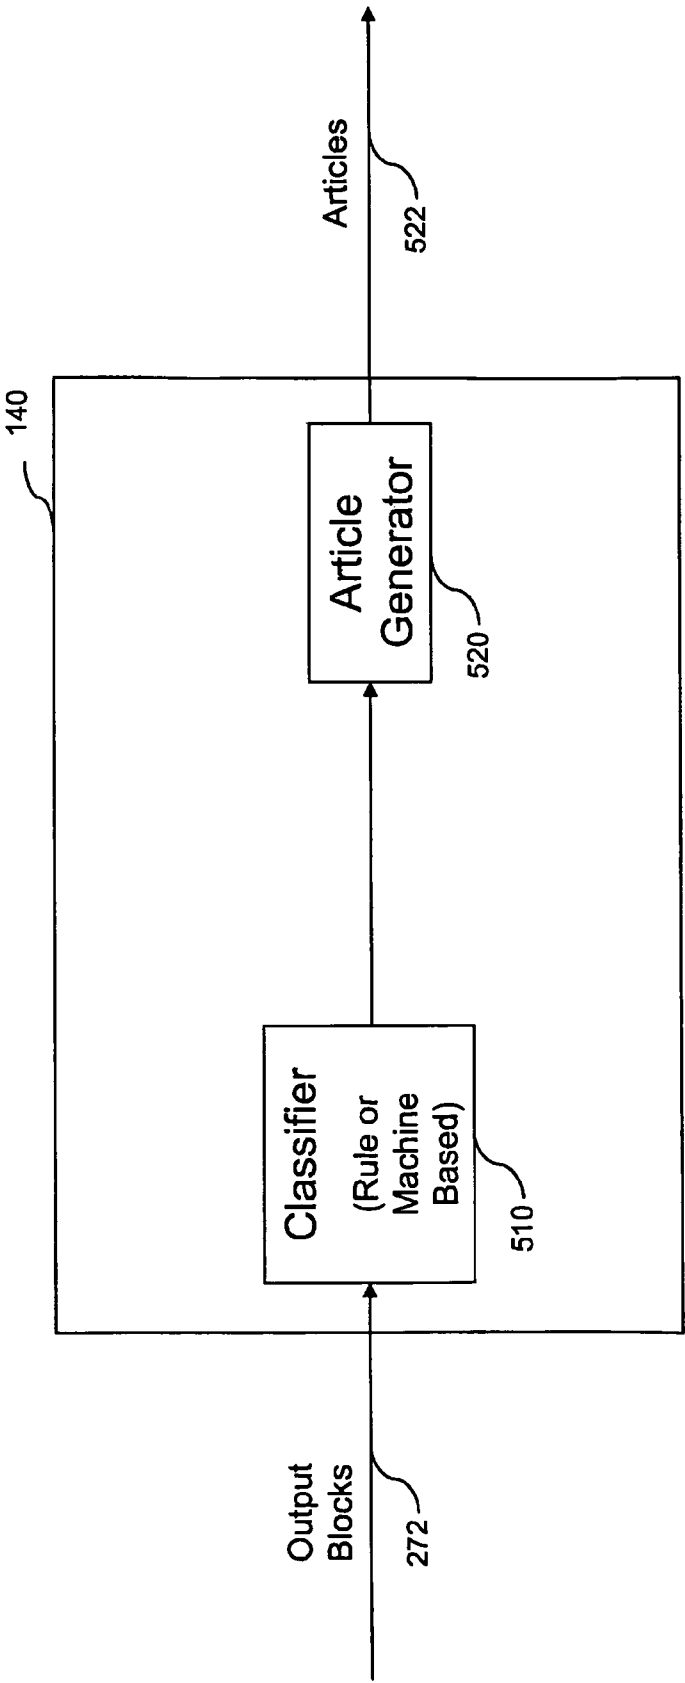 140
Output
Blocks
272
Classifier
(Rule or
Machine
Based)
510
Article
Generator
520
Articles
522